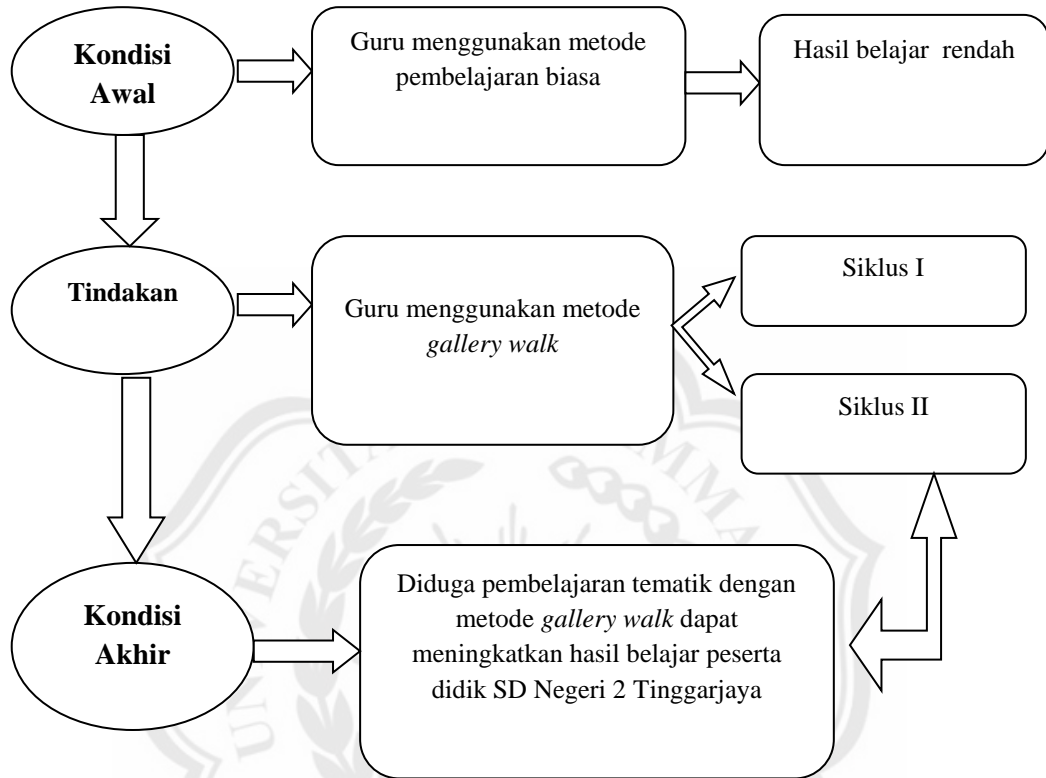 Kondisi
Awal
Guru menggunakan metode
pembelajaran biasa
Hasil belajar rendah
Tindakan
Guru menggunakan metode
gallery walk
Siklus I
Siklus II
Kondisi
Akhir
Diduga pembelajaran tematik dengan
metode gallery walk dapat
meningkatkan hasil belajar peserta
didik SD Negeri 2 Tinggarjaya